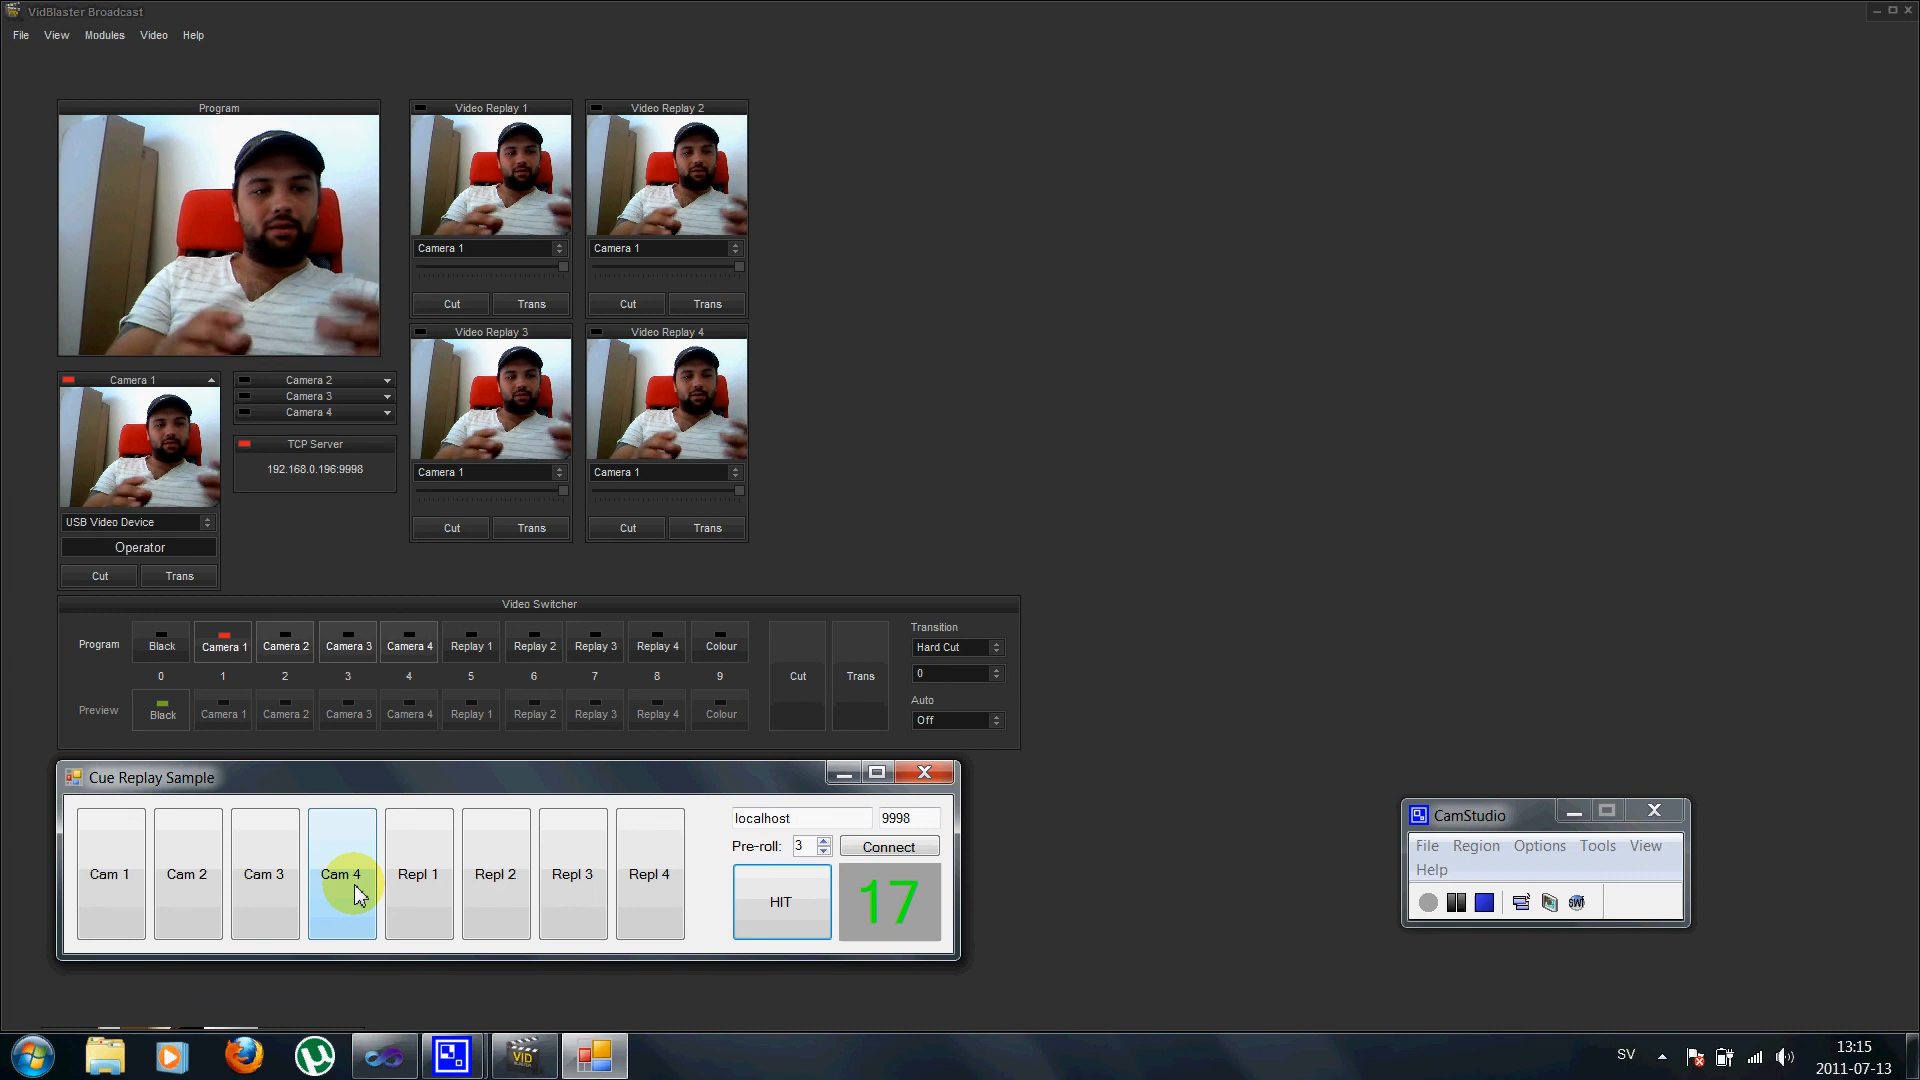 VidBlaster Broadcast
File View Modules Video Help
Program
Video Replay 1
Video Replay 2
Camera 1
Camera 1
Cut Trans
Cut Trans
Video Replay 3
Video Replay 4
Camera 1
Camera 1
Cut Trans
Cut Trans
Camera 1
USB Video Device
Operator
Cut Trans
Camera 2
Camera 3
Camera 4
TCP Server
192.168.0.196:9998
Video Switcher
Program Black Camera 1 Camera 2 Camera 3 Camera 4 Replay 1 Replay 2 Replay 3 Replay 4 Colour
0 1 2 3 4 5 6 7 8 9
Preview Black Camera 1 Camera 2 Camera 3 Camera 4 Replay 1 Replay 2 Replay 3 Replay 4 Colour
Cut Trans
Transition
Hard Cut
0
Auto
Off
Cue Replay Sample
Cam 1 Cam 2 Cam 3 Cam 4 Repl 1 Repl 2 Repl 3 Repl 4
localhost 9998
Pre-roll: 3 Connect
HIT 17
CamStudio
File Region Options Tools View
Help
SWF
VID
BLASTER
SV
13:15
2011-07-13